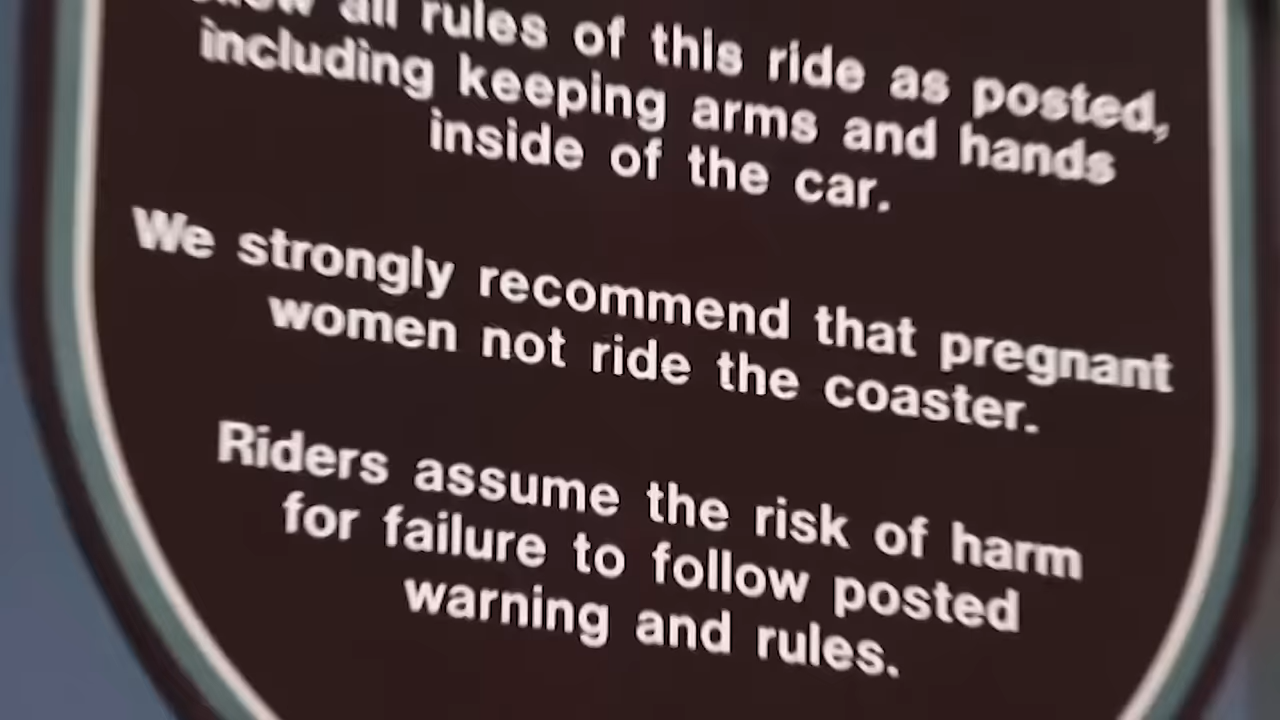 all rules of this ride as posted,
including keeping arms and hands
inside of the car.
We strongly recommend that pregnant
women not ride the coaster.
Riders assume the risk of harm
for failure to follow posted
warning and rules.